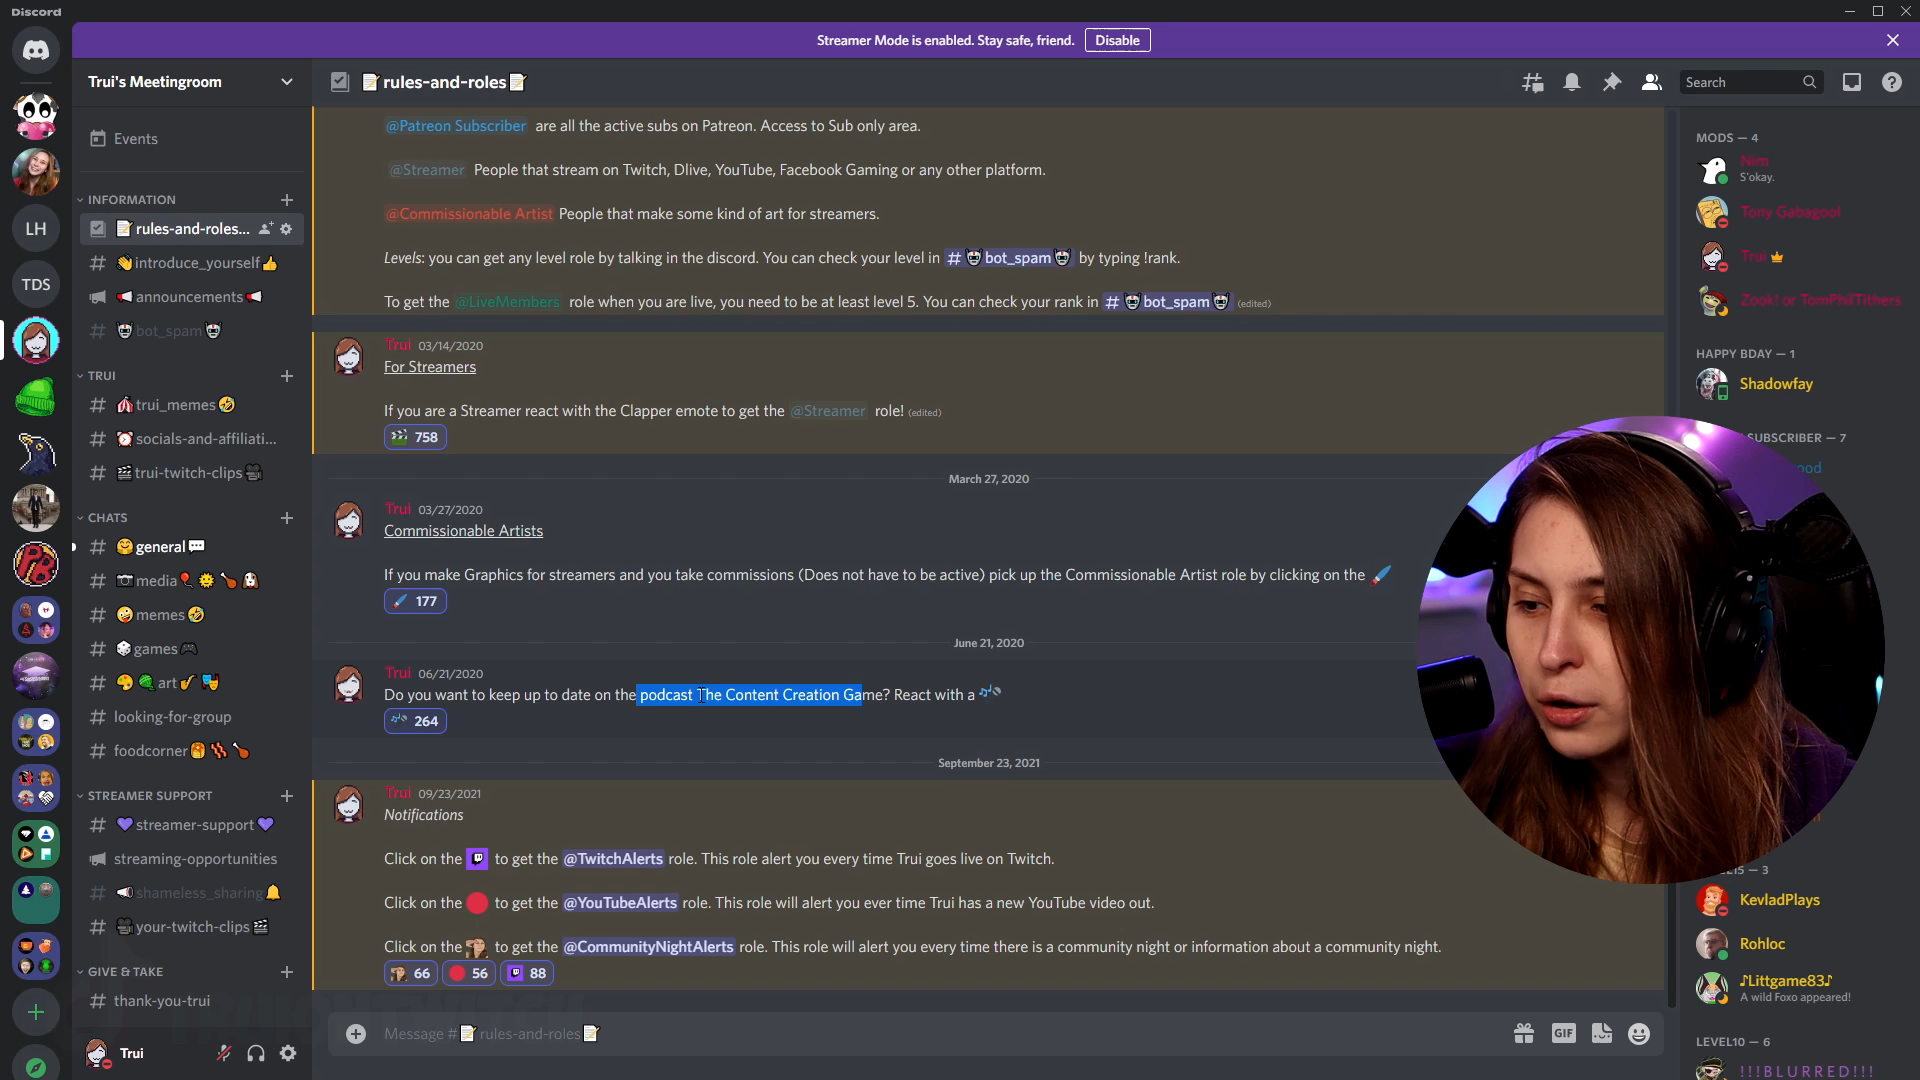 Discord
Streamer Mode is enabled. Stay safe, friend. Disable
Trui's Meetingroom
rules-and-roles
Search
Events
INFORMATION
rules-and-roles...
introduce_yourself
announcements
bot_spam
TRUI
trui_memes
socials-and-affiliati...
trui-twitch-clips
CHATS
general
media
memes
games
art
looking-for-group
foodcorner
STREAMER SUPPORT
streamer-support
streaming-opportunities
shameless_sharing
your-twitch-clips
GIVE & TAKE
thank-you-trui
Trui
LH
TDS
@Patreon Subscriber are all the active subs on Patreon. Access to Sub only area.
@Streamer People that stream on Twitch, Dlive, YouTube, Facebook Gaming or any other platform.
@Commissionable Artist People that make some kind of art for streamers.
Levels: you can get any level role by talking in the discord. You can check your level in # bot_spam by typing !rank.
To get the @LiveMembers role when you are live, you need to be at least level 5. You can check your rank in # bot_spam (edited)
Trui 03/14/2020
For Streamers
If you are a Streamer react with the Clapper emote to get the @Streamer role! (edited)
758
March 27, 2020
Trui 03/27/2020
Commissionable Artists
If you make Graphics for streamers and you take commissions (Does not have to be active) pick up the Commissionable Artist role by clicking on the
177
June 21, 2020
Trui 06/21/2020
Do you want to keep up to date on the podcast The Content Creation Game? React with a
264
September 23, 2021
Trui 09/23/2021
Notifications
Click on the to get the @TwitchAlerts role. This role alert you every time Trui goes live on Twitch.
Click on the to get the @YouTubeAlerts role. This role will alert you ever time Trui has a new YouTube video out.
Click on the to get the @CommunityNightAlerts role. This role will alert you every time there is a community night or information about a community night.
66 56 88
Message # rules-and-roles
GIF
MODS — 4
Nim
S'okay.
Tony Gabagool
Trui
Zook! or TomPhilTithers
HAPPY BDAY — 1
Shadowfay
SUBSCRIBER — 7
ood
15 — 3
KevladPlays
Rohloc
♪Littgame83♪
A wild Foxo appeared!
LEVEL10 — 6
!!!BLURRED!!!